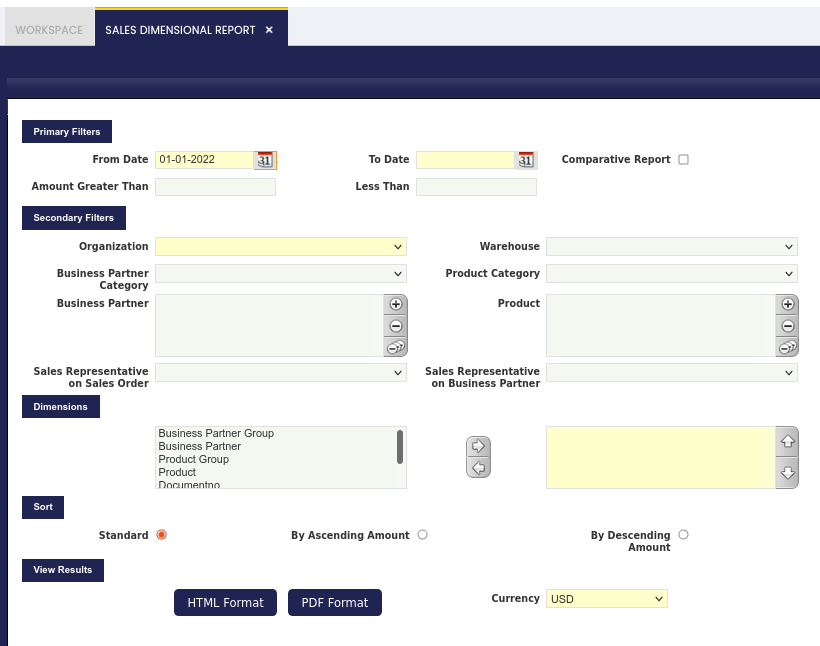 WORKSPACE
SALES DIMENSIONAL REPORT ×
Primary Filters
From Date 01-01-2022 31 To Date 31 Comparative Report
Amount Greater Than Less Than
Secondary Filters
Organization Warehouse
Business Partner
Category
Product Category
Business Partner Product
Sales Representative
on Sales Order
Sales Representative
on Business Partner
Dimensions
Business Partner Group
Business Partner
Product Group
Product
Documentno
Sort
Standard By Ascending Amount By Descending
Amount
View Results
HTML Format PDF Format Currency USD